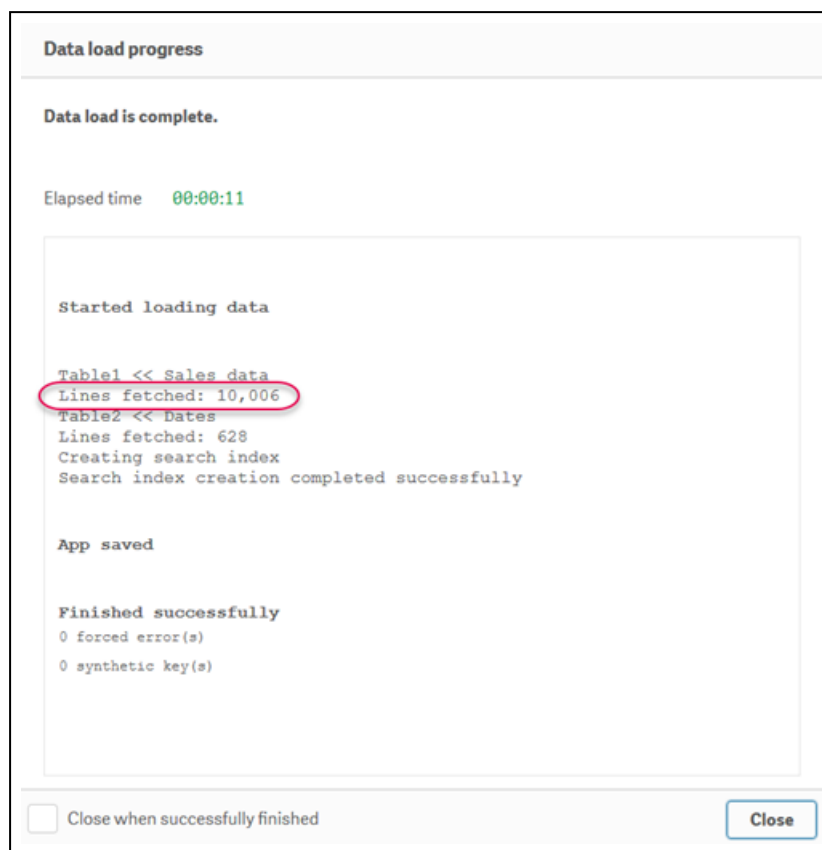 Data load progress
Data load is complete.
Elapsed time 00:00:11
Started loading data
Table1 << Sales data
Lines fetched: 10,006
Table2 << Dates
Lines fetched: 628
Creating search index
Search index creation completed successfully
App saved
Finished successfully
0 forced error(s)
0 synthetic key(s)
Close when successfully finished
Close